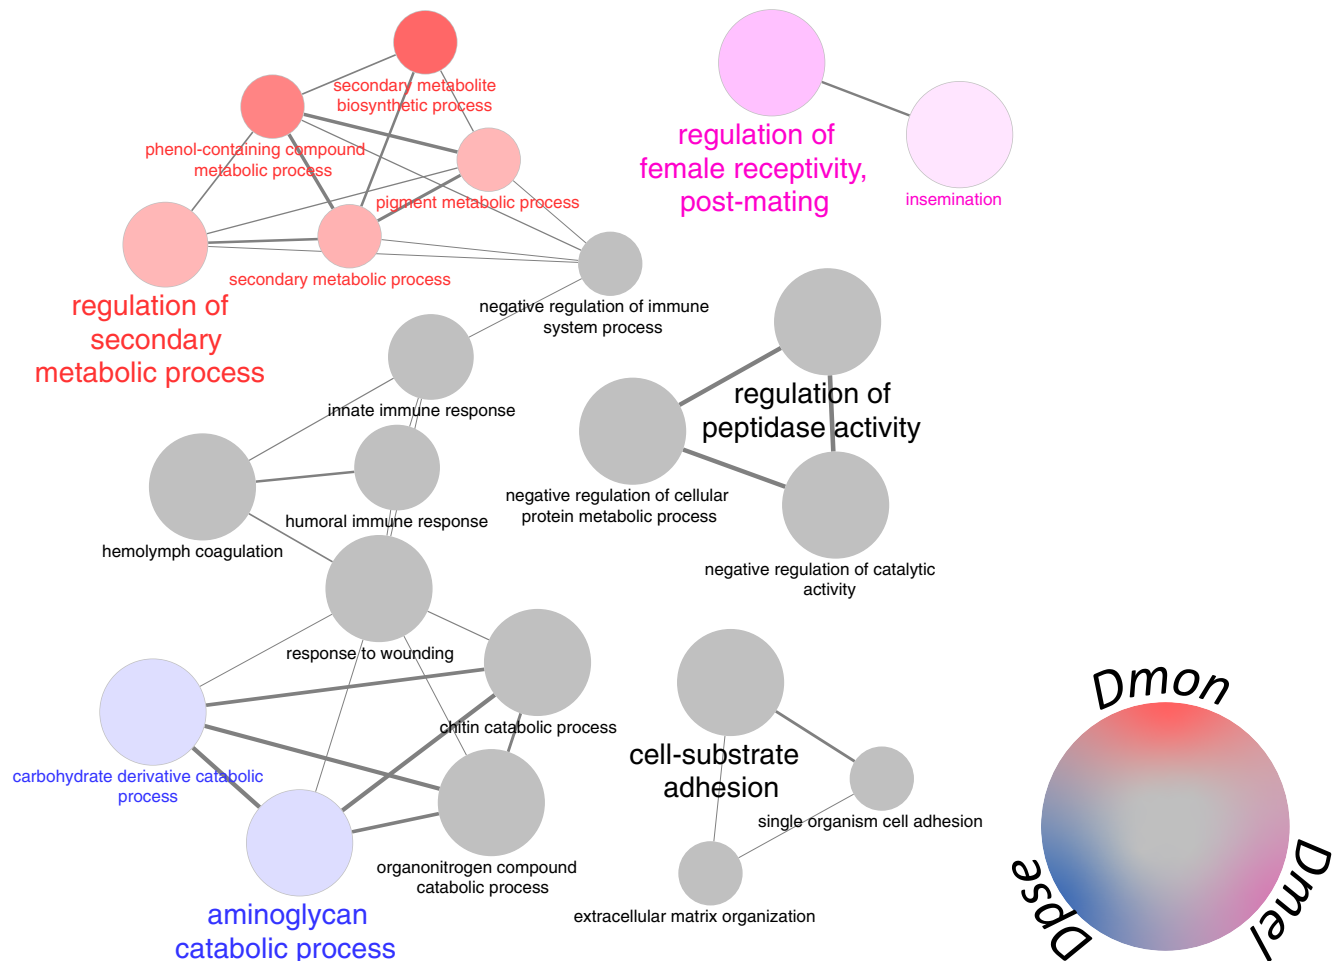 secondary metabolite
biosynthetic process
phenol-containing compound
metabolic process
pigment metabolic process
secondary metabolic process
regulation of
secondary
metabolic process
regulation of
female receptivity,
post-mating
insemination
negative regulation of immune
system process
innate immune response
humoral immune response
hemolymph coagulation
response to wounding
regulation of
peptidase activity
negative regulation of cellular
protein metabolic process
negative regulation of catalytic
activity
chitin catabolic process
carbohydrate derivative catabolic
process
organonitrogen compound
catabolic process
aminoglycan
catabolic process
cell-substrate
adhesion
single organism cell adhesion
extracellular matrix organization
Dmon
Dpse
Dmel